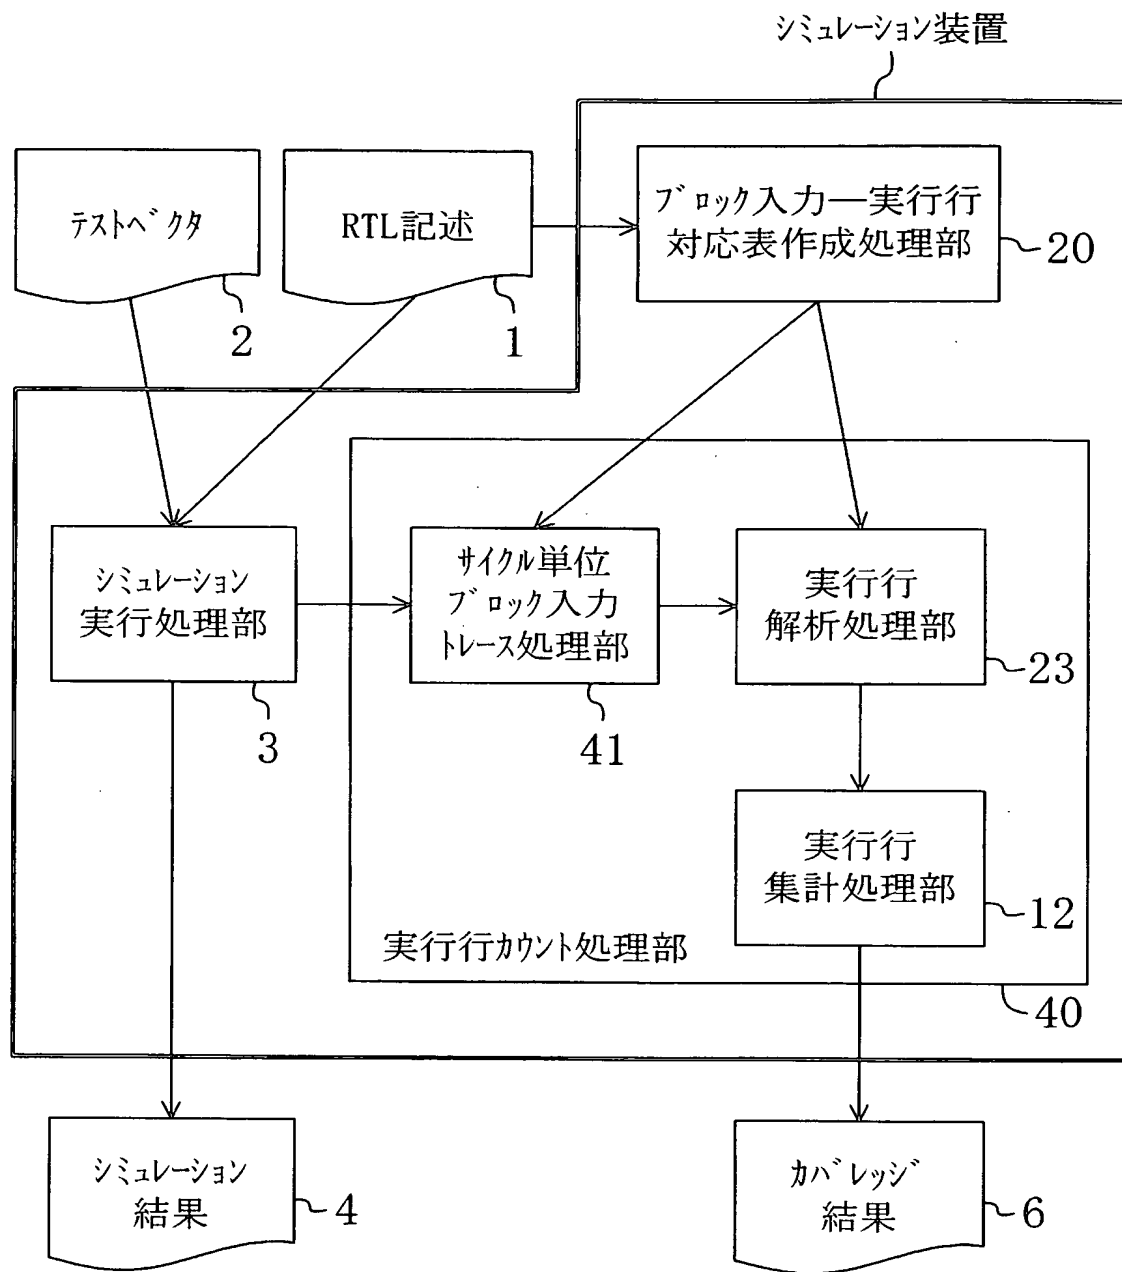 シミュレーション装置
テストベクタ
2
RTL記述
1
ブロック入力―実行行
対応表作成処理部
20
シミュレーション
実行処理部
3
サイクル単位
ブロック入力
トレース処理部
41
実行行
解析処理部
23
実行行
集計処理部
12
実行行カウント処理部
40
シミュレーション
結果
4
カバレッジ
結果
6